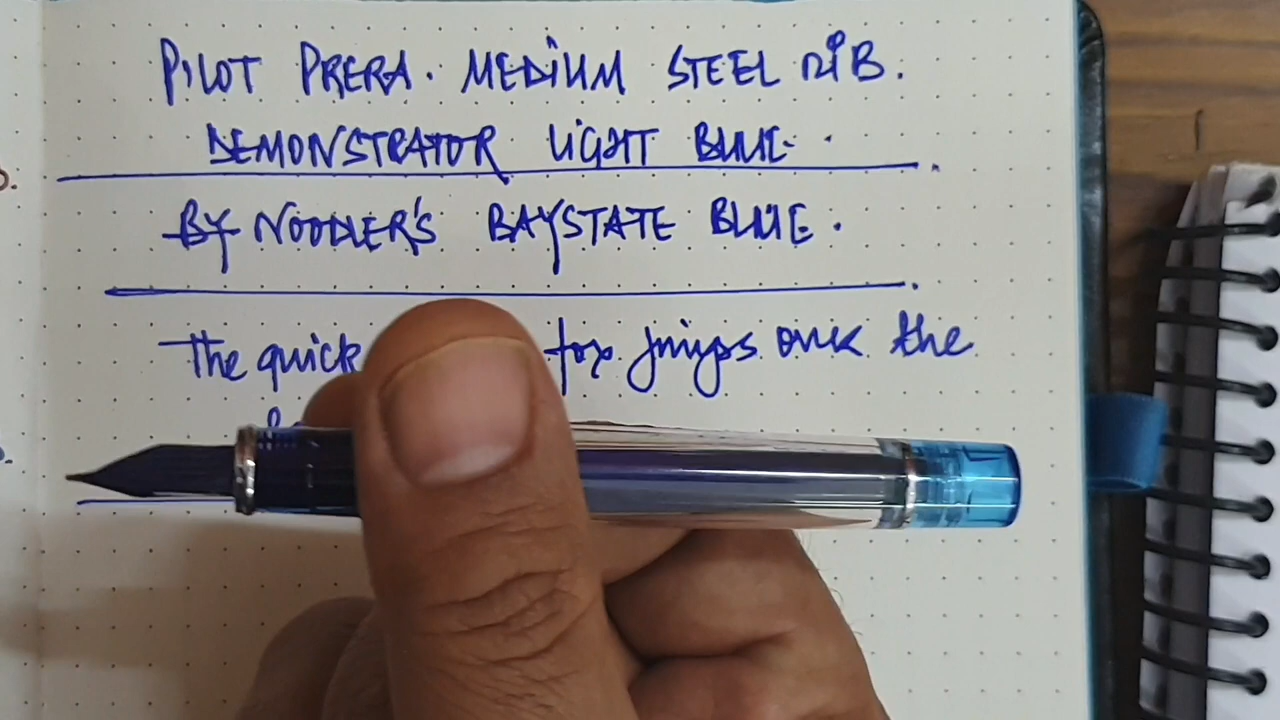 PILOT PRERA. MEDIUM STEEL NIB.
DEMONSTRATOR LIGHT BLUE.
By NOODLER'S BAYSTATE BLUE.
The quick fox jumps over the